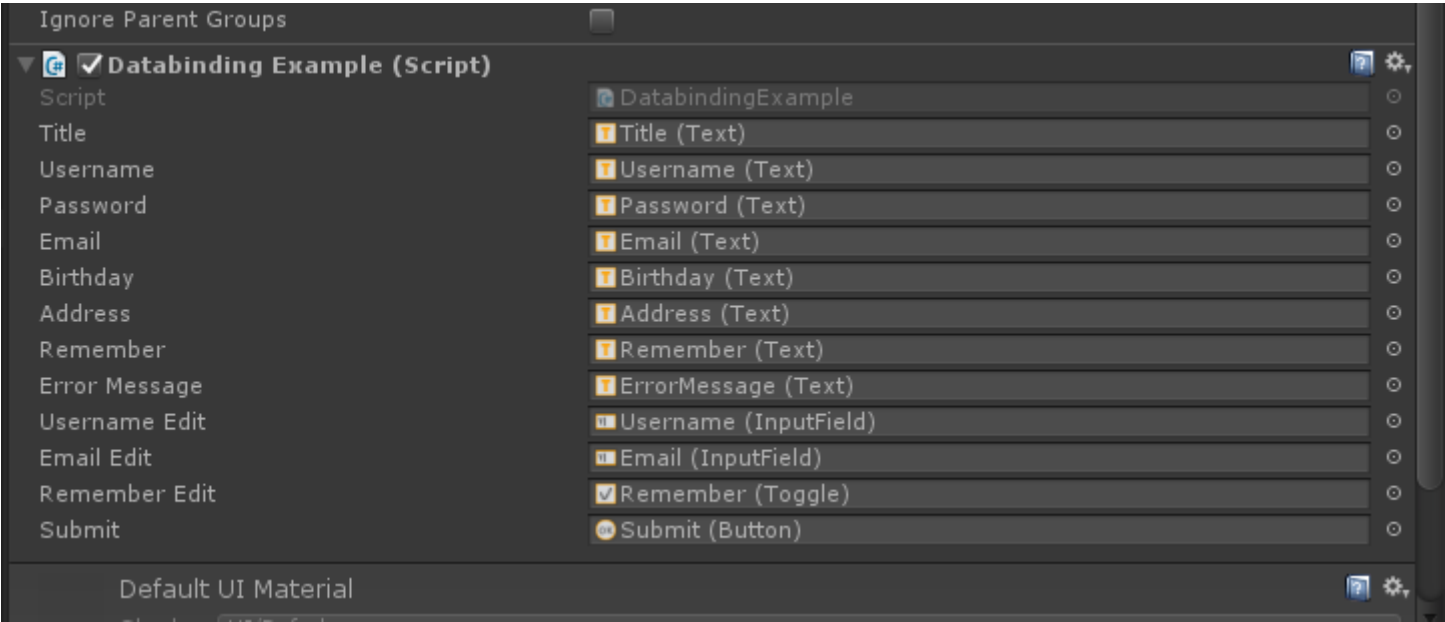 Ignore Parent Groups
Databinding Example (Script)
Script DatabindingExample
Title Title (Text)
Username Username (Text)
Password Password (Text)
Email Email (Text)
Birthday Birthday (Text)
Address Address (Text)
Remember Remember (Text)
Error Message ErrorMessage (Text)
Username Edit Username (InputField)
Email Edit Email (InputField)
Remember Edit Remember (Toggle)
Submit Submit (Button)
Default UI Material